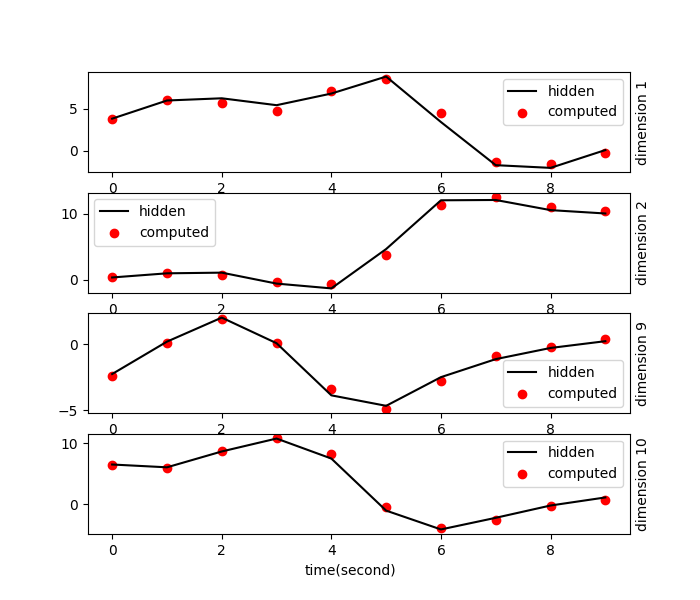 5
0
hidden
computed
dimension 1
0 2 4 6 8
10
0
hidden
computed
dimension 2
0 2 4 6 8
0
−5
hidden
computed
dimension 9
0 2 4 6 8
10
0
hidden
computed
dimension 10
0 2 4 6 8
time(second)